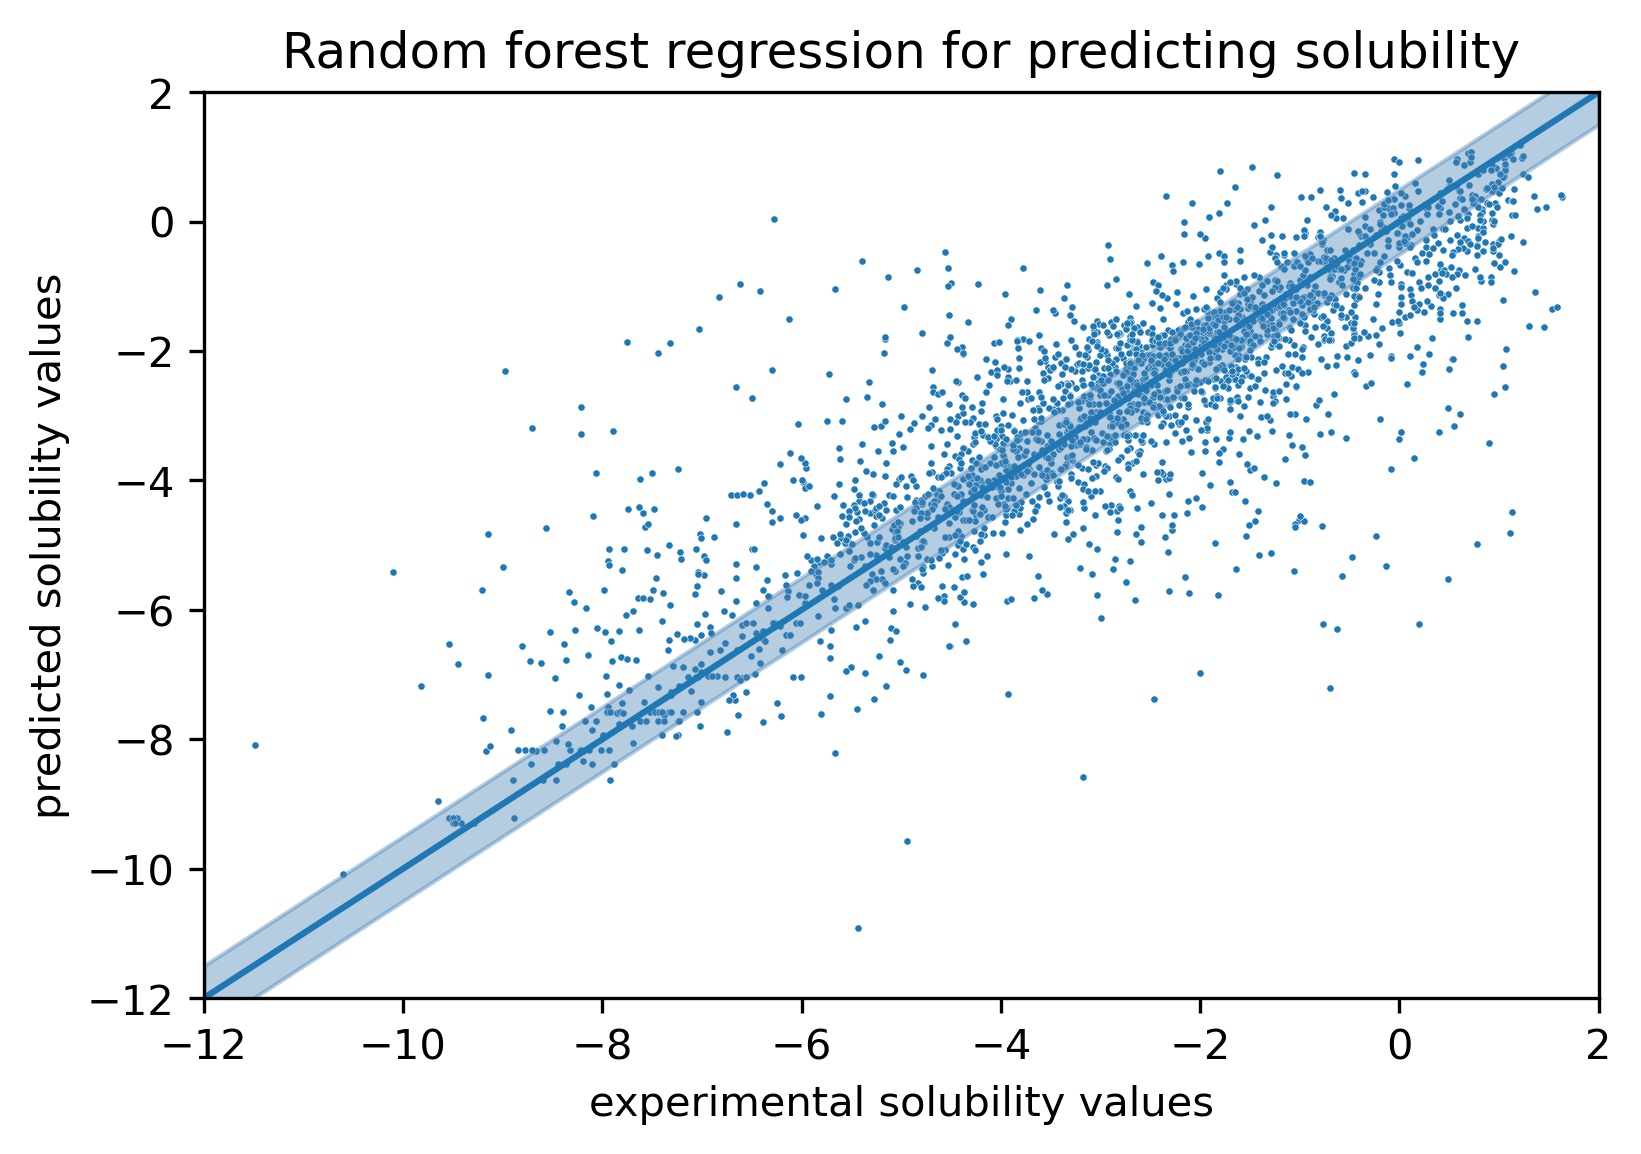 Random forest regression for predicting solubility
2
0
−2
−4
−6
−8
−10
−12
predicted solubility values
−12 −10 −8 −6 −4 −2 0 2
experimental solubility values